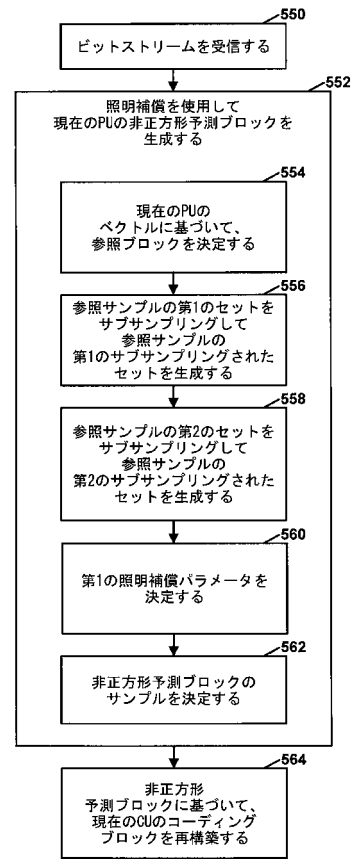 550
ビットストリームを受信する
552
照明補償を使用して
現在のPUの非正方形予測ブロックを
生成する
554
現在のPUの
ベクトルに基づいて、
参照ブロックを決定する
556
参照サンプルの第1のセットを
サブサンプリングして
参照サンプルの
第1のサブサンプリングされた
セットを生成する
558
参照サンプルの第2のセットを
サブサンプリングして
参照サンプルの
第2のサブサンプリングされた
セットを生成する
560
第1の照明補償パラメータを
決定する
562
非正方形予測ブロックの
サンプルを決定する
564
非正方形
予測ブロックに基づいて、
現在のCUのコーディング
ブロックを再構築する